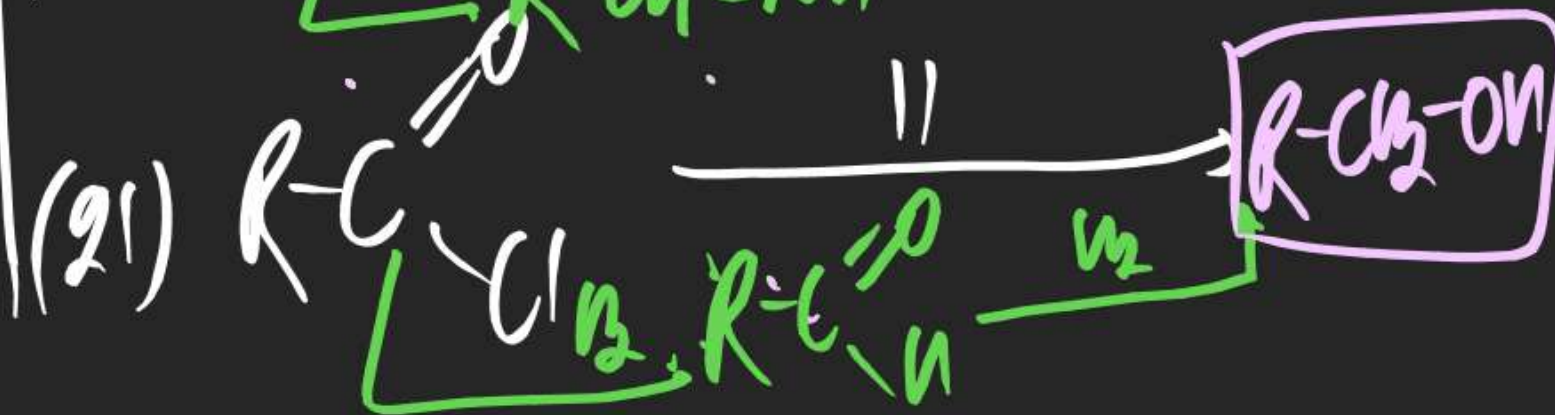 O
||
(21) R-C
Cl
R-C=O
H
H2
H2
R-CH2-OH